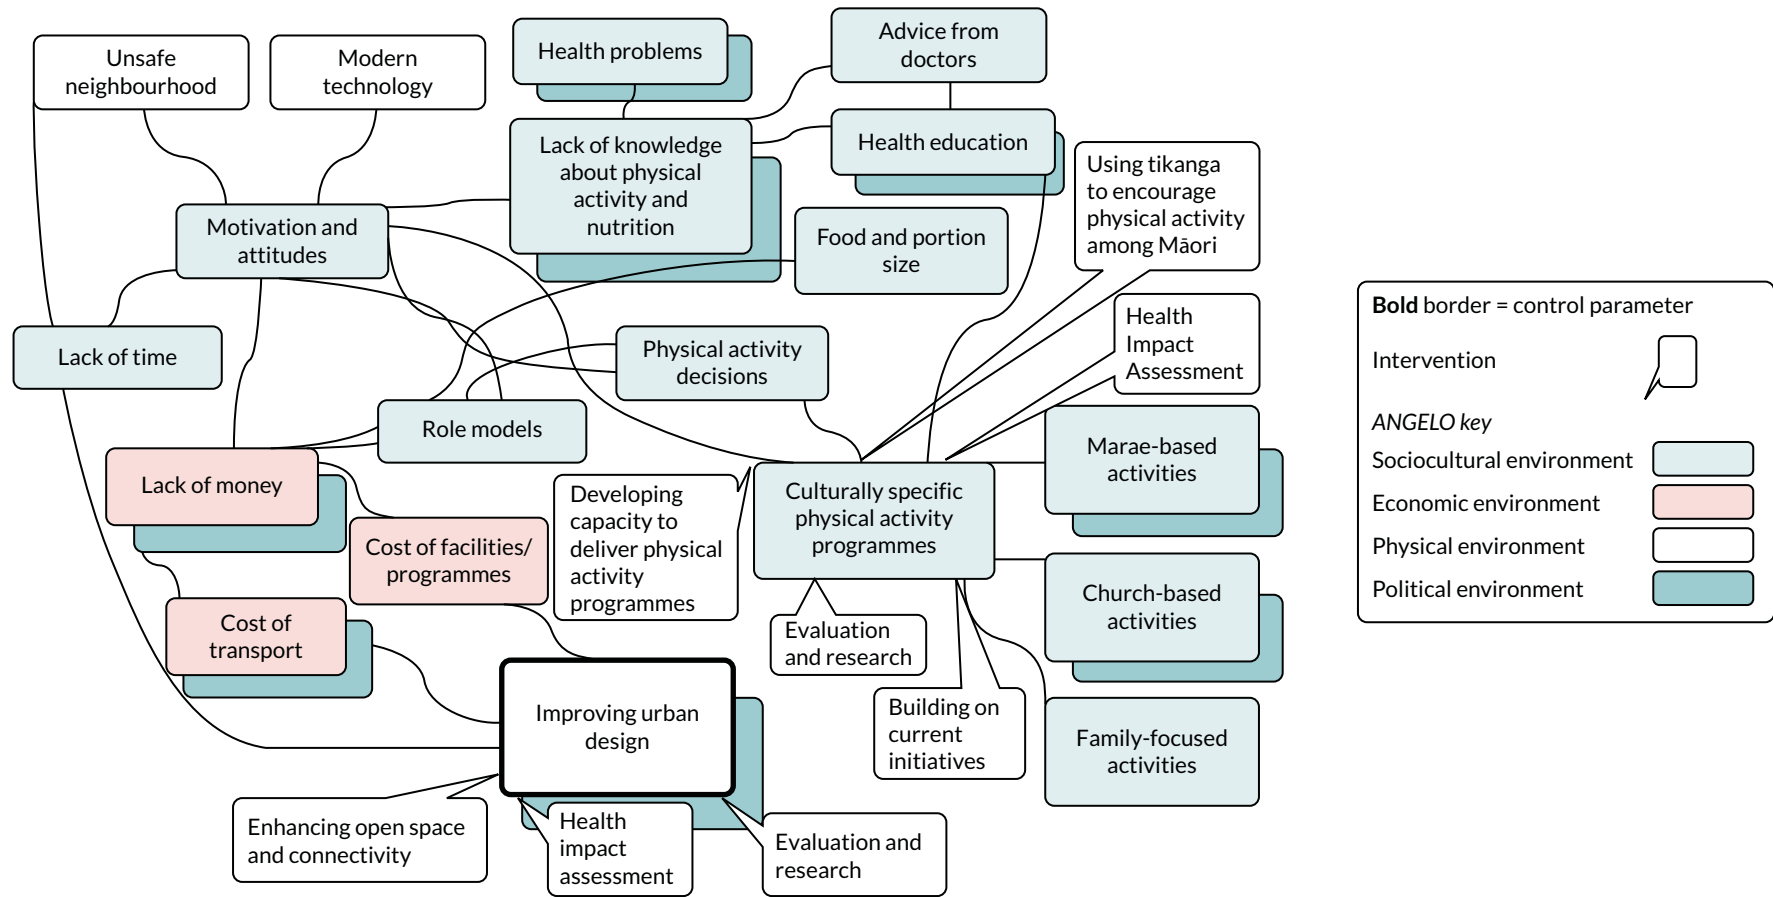 Unsafe
neighbourhood
Modern
technology
Health problems
Advice from
doctors
Lack of knowledge
about physical
activity and
nutrition
Health education
Using tikanga
to encourage
physical activity
among Māori
Motivation and
attitudes
Food and portion
size
Health
Impact
Assessment
Lack of time
Physical activity
decisions
Role models
Lack of money
Cost of facilities/
programmes
Developing
capacity to
deliver physical
activity
programmes
Culturally specific
physical activity
programmes
Marae-based
activities
Church-based
activities
Family-focused
activities
Cost of
transport
Evaluation
and research
Building on
current
initiatives
Improving urban
design
Enhancing open space
and connectivity
Health
impact
assessment
Evaluation and
research
Bold border = control parameter
Intervention
ANGELO key
Sociocultural environment
Economic environment
Physical environment
Political environment